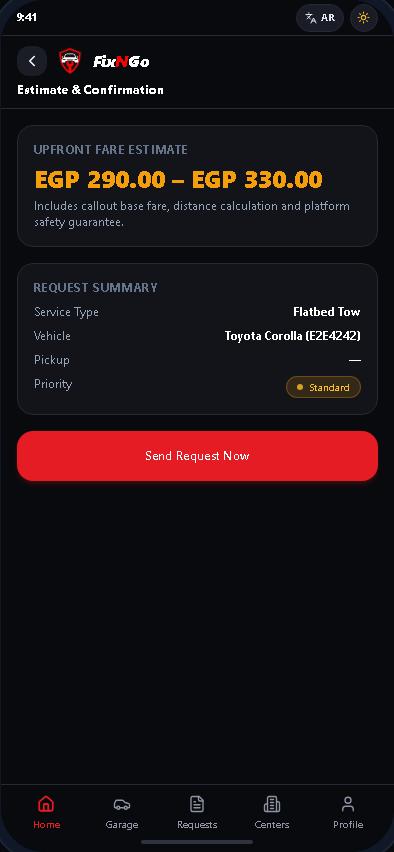 9:41
AR
FixNGo
Estimate & Confirmation
UPFRONT FARE ESTIMATE
EGP 290.00 – EGP 330.00
Includes callout base fare, distance calculation and platform
safety guarantee.
REQUEST SUMMARY
Service Type Flatbed Tow
Vehicle Toyota Corolla (E2E4242)
Pickup —
Priority Standard
Send Request Now
Home Garage Requests Centers Profile